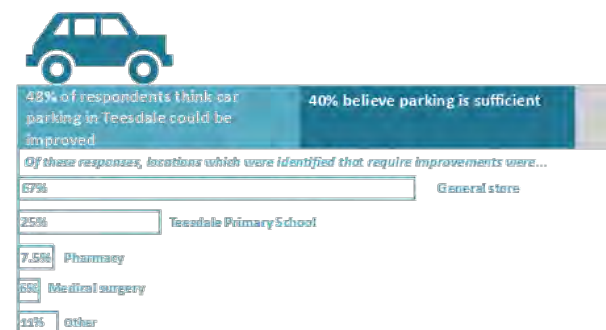 48% of respondents think car
parking in Teesdale could be
improved
40% believe parking is sufficient
Of these responses, locations which were identified that require improvements were...
67% General store
25% Teesdale Primary School
7.5% Pharmacy
6% Medical surgery
11% Other